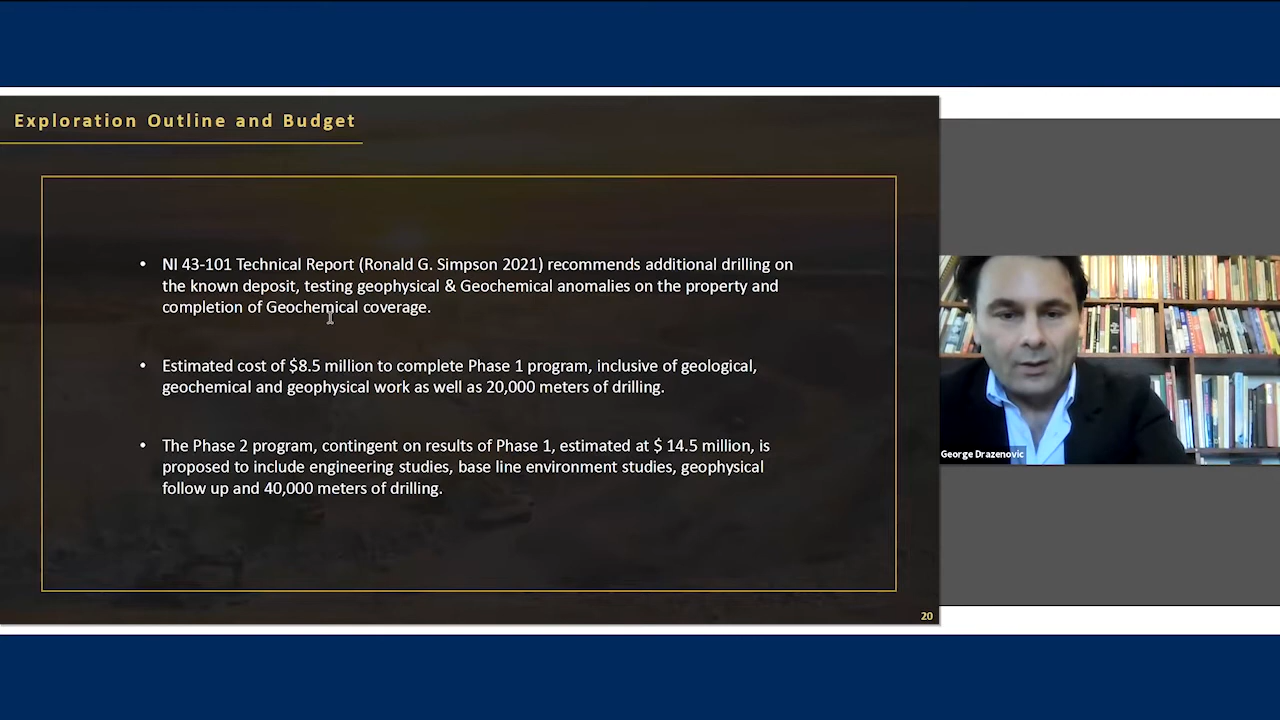 Exploration Outline and Budget
• NI 43-101 Technical Report (Ronald G. Simpson 2021) recommends additional drilling on
the known deposit, testing geophysical & Geochemical anomalies on the property and
completion of Geochemical coverage.
• Estimated cost of $8.5 million to complete Phase 1 program, inclusive of geological,
geochemical and geophysical work as well as 20,000 meters of drilling.
• The Phase 2 program, contingent on results of Phase 1, estimated at $ 14.5 million, is
proposed to include engineering studies, base line environment studies, geophysical
follow up and 40,000 meters of drilling.
20
George Drazenovic